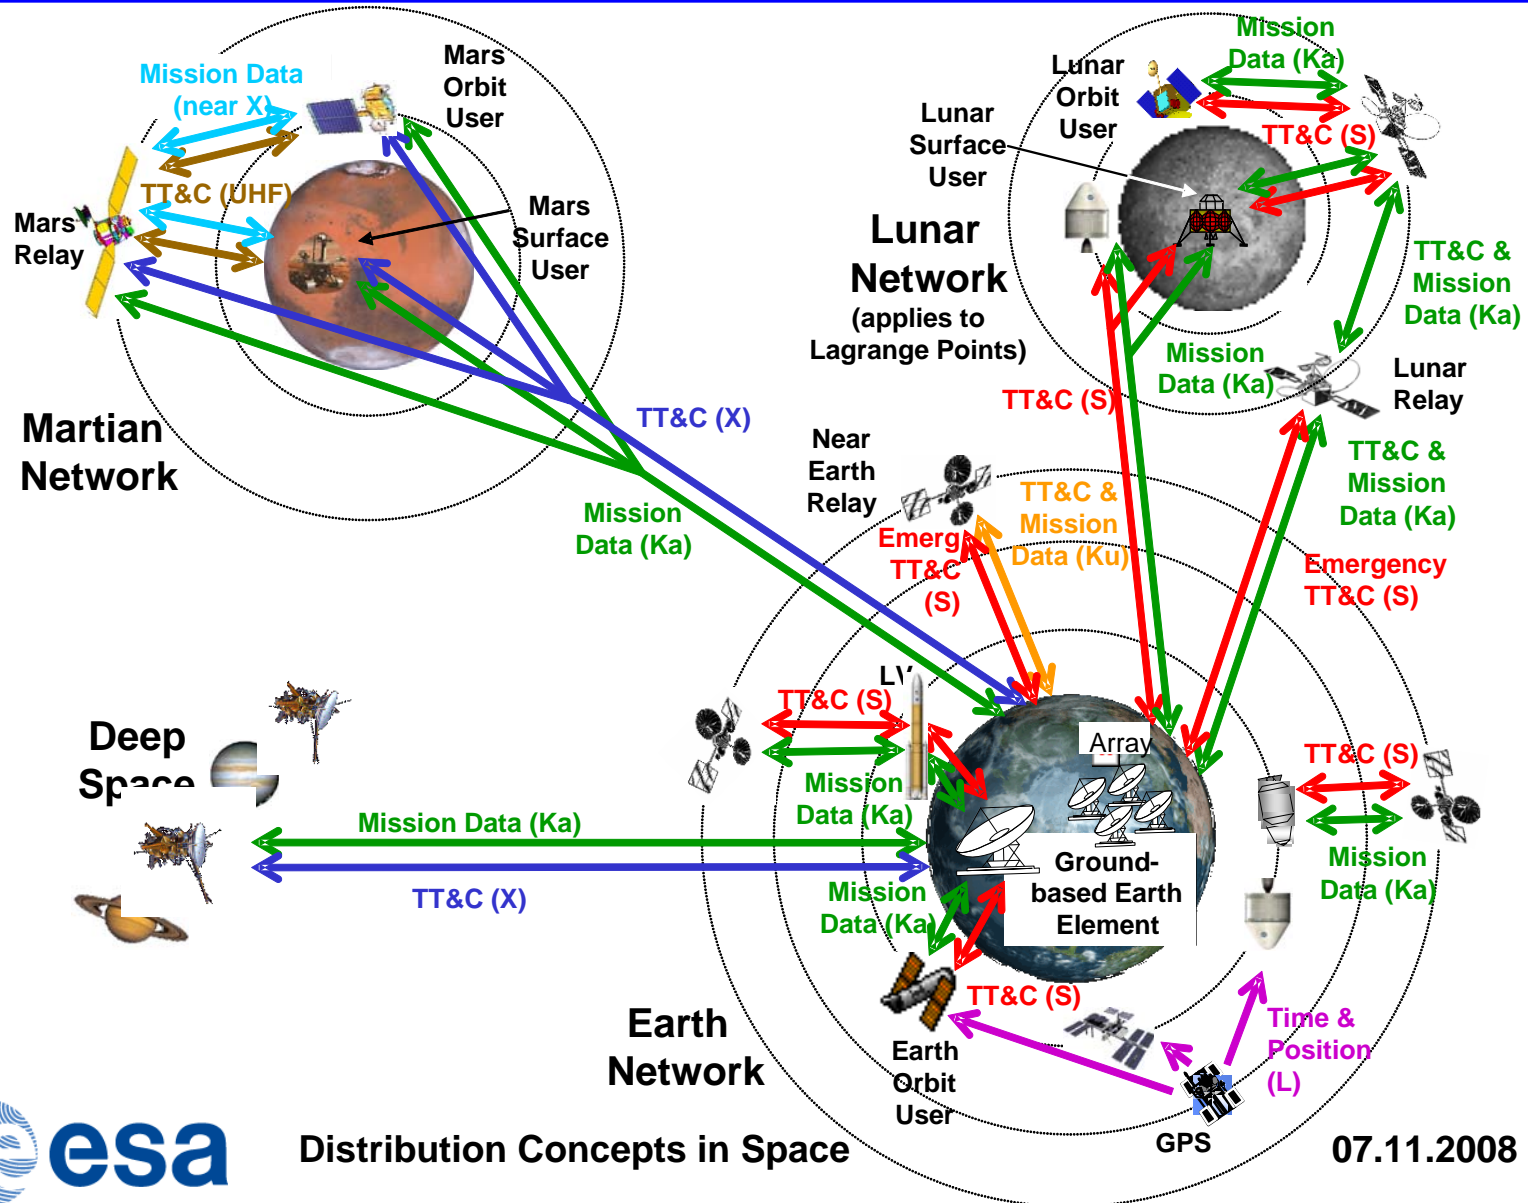 Mission Data
(near X)
TT&C (UHF)
Mars
Orbit
User
Mars
Relay
Mars
Surface
User
Martian
Network
TT&C (X)
Mission
Data (Ka)
Mission
Data (Ka)
Lunar
Orbit
User
Lunar
Surface
User
TT&C (S)
Lunar
Network
(applies to
Lagrange Points)
TT&C &
Mission
Data (Ka)
Mission
Data (Ka)
TT&C (S)
Lunar
Relay
TT&C &
Mission
Data (Ka)
Emergency
TT&C (S)
Near
Earth
Relay
TT&C &
Mission
Data (Ku)
Emerg
TT&C
(S)
LV
TT&C (S)
Mission
Data (Ka)
Array
Ground-
based Earth
Element
TT&C (S)
Mission
Data (Ka)
Deep
Space
Mission Data (Ka)
TT&C (X)
Mission
Data (Ka)
TT&C (S)
Earth
Network
Earth
Orbit
User
Time &
Position
(L)
GPS
esa
Distribution Concepts in Space
07.11.2008